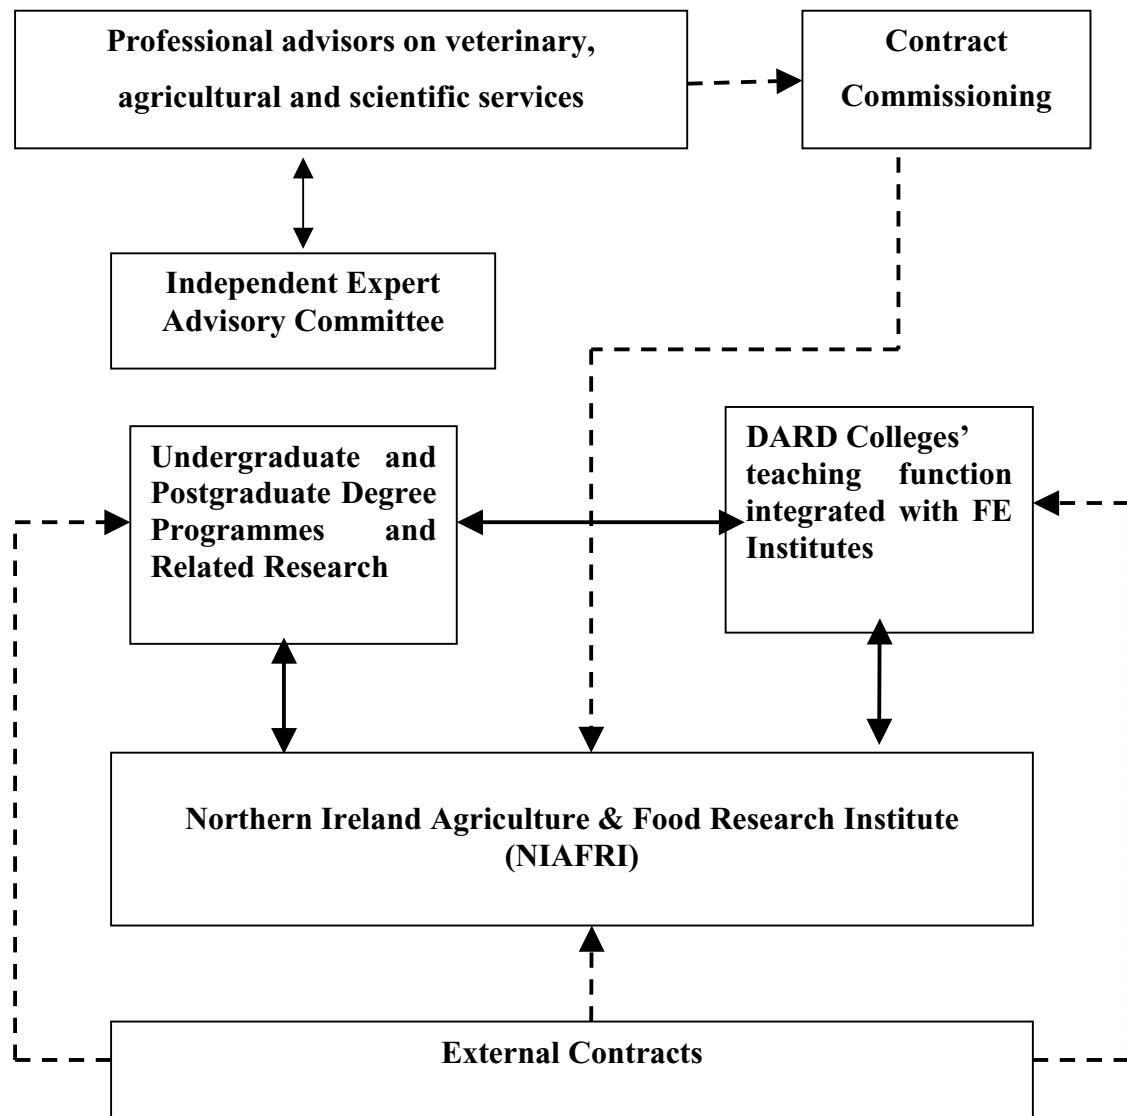 Professional advisors on veterinary,
agricultural and scientific services
Contract
Commissioning
Independent Expert
Advisory Committee
Undergraduate and
Postgraduate Degree
Programmes and
Related Research
DARD Colleges’
teaching function
integrated with FE
Institutes
Northern Ireland Agriculture & Food Research Institute
(NIAFRI)
External Contracts